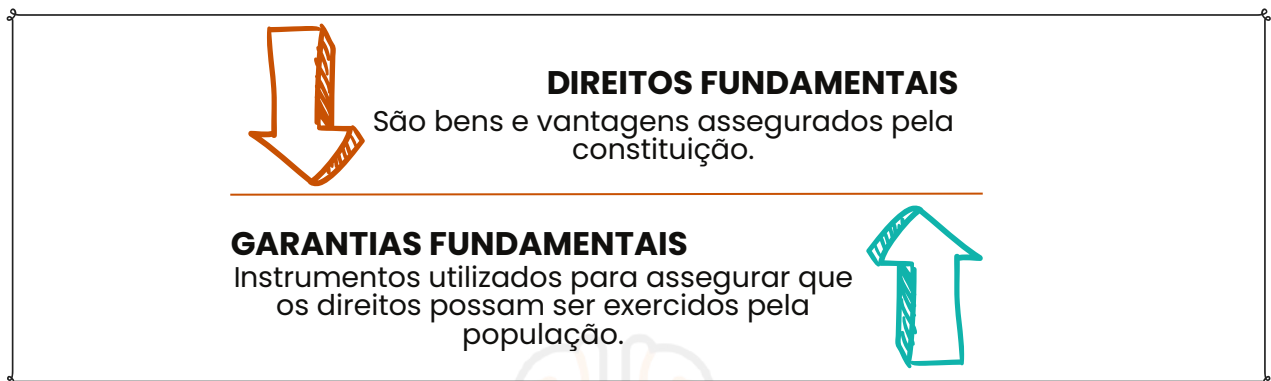 DIREITOS FUNDAMENTAIS
São bens e vantagens assegurados pela
constituição.
GARANTIAS FUNDAMENTAIS
Instrumentos utilizados para assegurar que
os direitos possam ser exercidos pela
população.